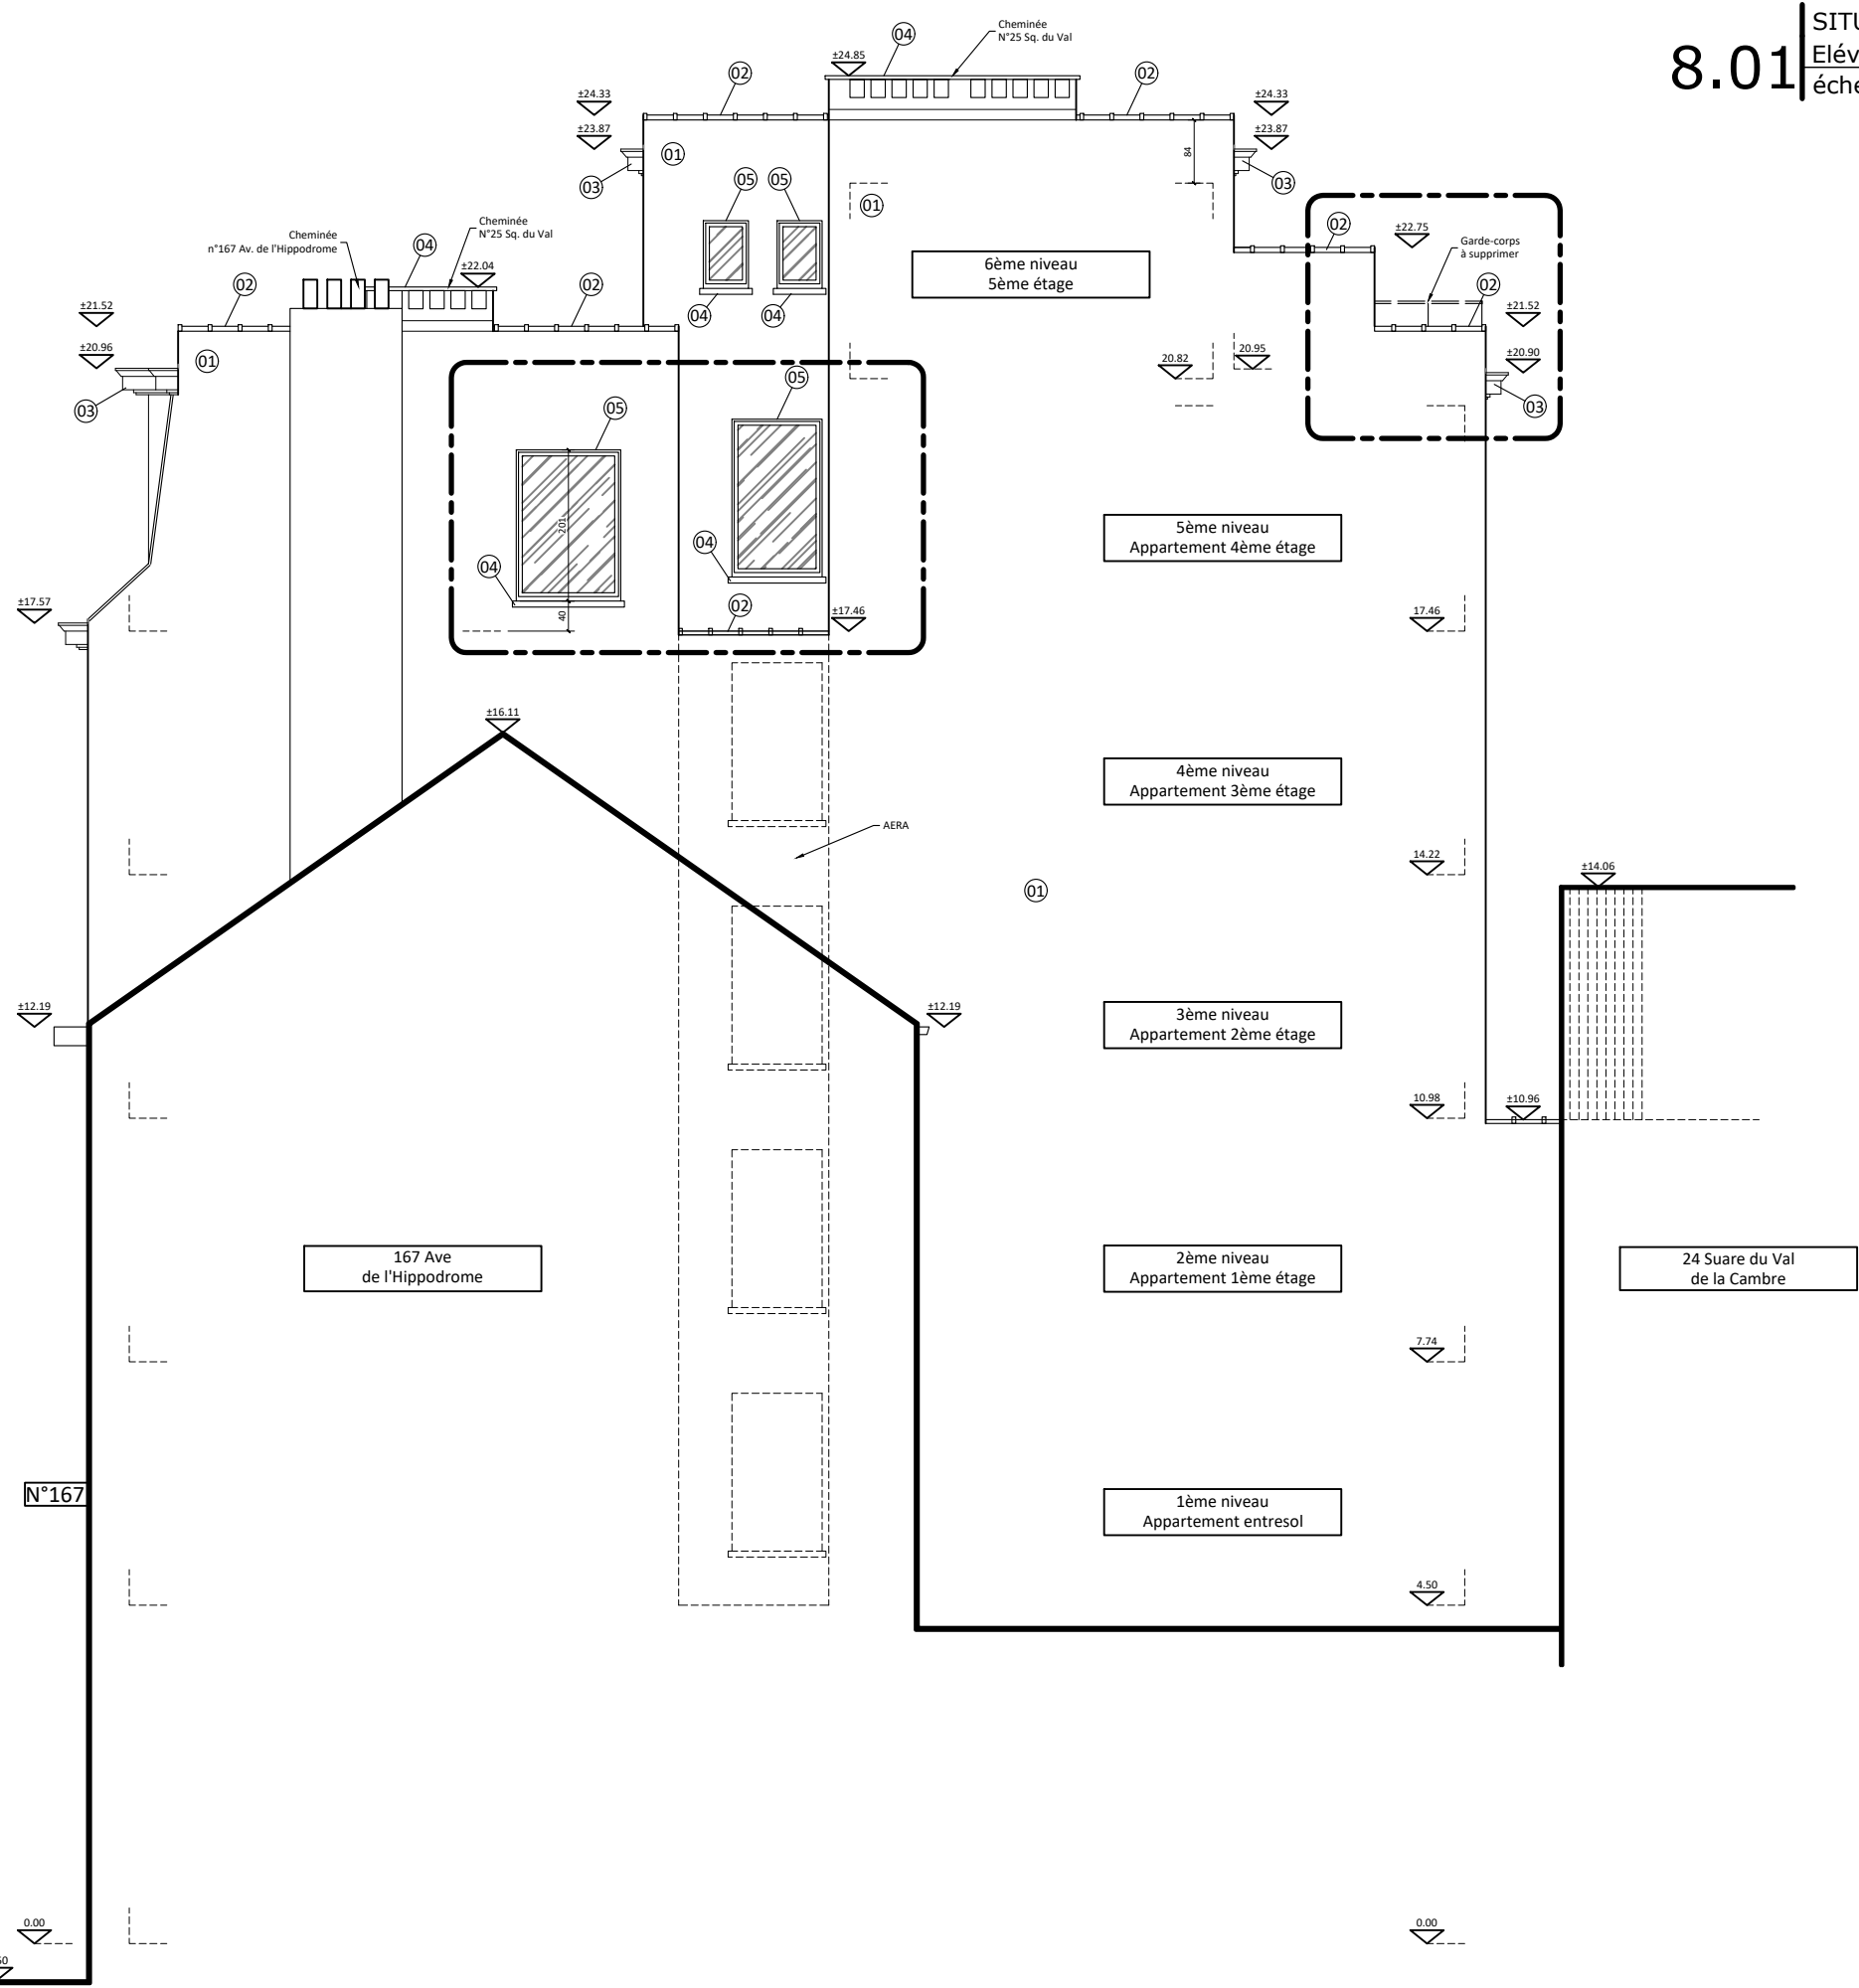 8.01
Cheminée
N°25 Sq. du Val
04
±24.85
02
02
±24.33
±24.33
±23.87
±23.87
01
84
03
05
05
03
01
Cheminée
n°167 Av. de l'Hippodrome
Cheminée
N°25 Sq. du Val
04
02
±22.75
Garde-corps
à supprimer
6ème niveau
5ème étage
±22.04
02
02
02
04
04
±21.52
±21.52
±20.96
01
20.82
20.95
±20.90
03
05
05
03
201
5ème niveau
Appartement 4ème étage
04
04
40
02
±17.57
±17.46
17.46
±16.11
4ème niveau
Appartement 3ème étage
AERA
14.22
±14.06
01
±12.19
±12.19
3ème niveau
Appartement 2ème étage
10.98
±10.96
167 Ave
de l'Hippodrome
2ème niveau
Appartement 1ème étage
24 Suare du Val
de la Cambre
7.74
N°167
1ème niveau
Appartement entresol
4.50
0.00
0.00